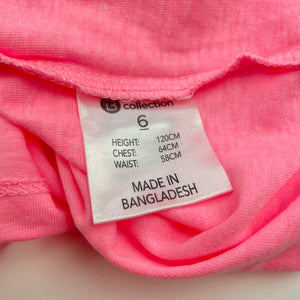 collection
6
HEIGHT: 120CM
CHEST: 64CM
WAIST: 58CM
MADE IN
BANGLADESH